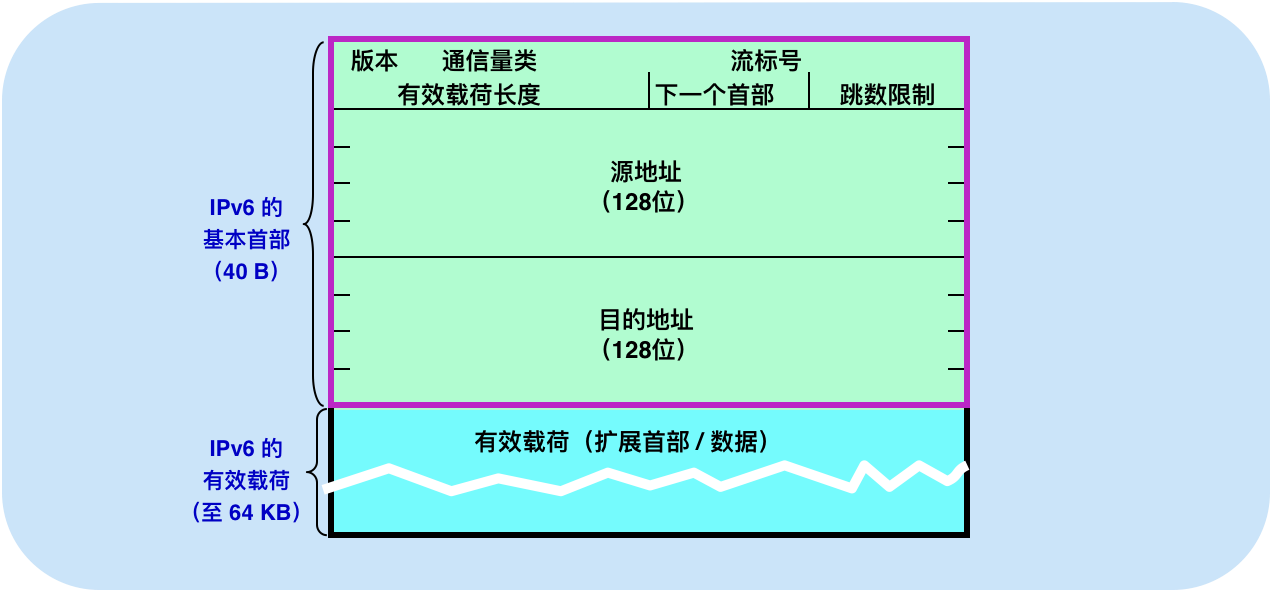 版本 通信量类 流标号
有效载荷长度 下一个首部 跳数限制
源地址
（128位）
目的地址
（128位）
IPv6 的
基本首部
（40 B）
有效载荷（扩展首部 / 数据）
IPv6 的
有效载荷
（至 64 KB）